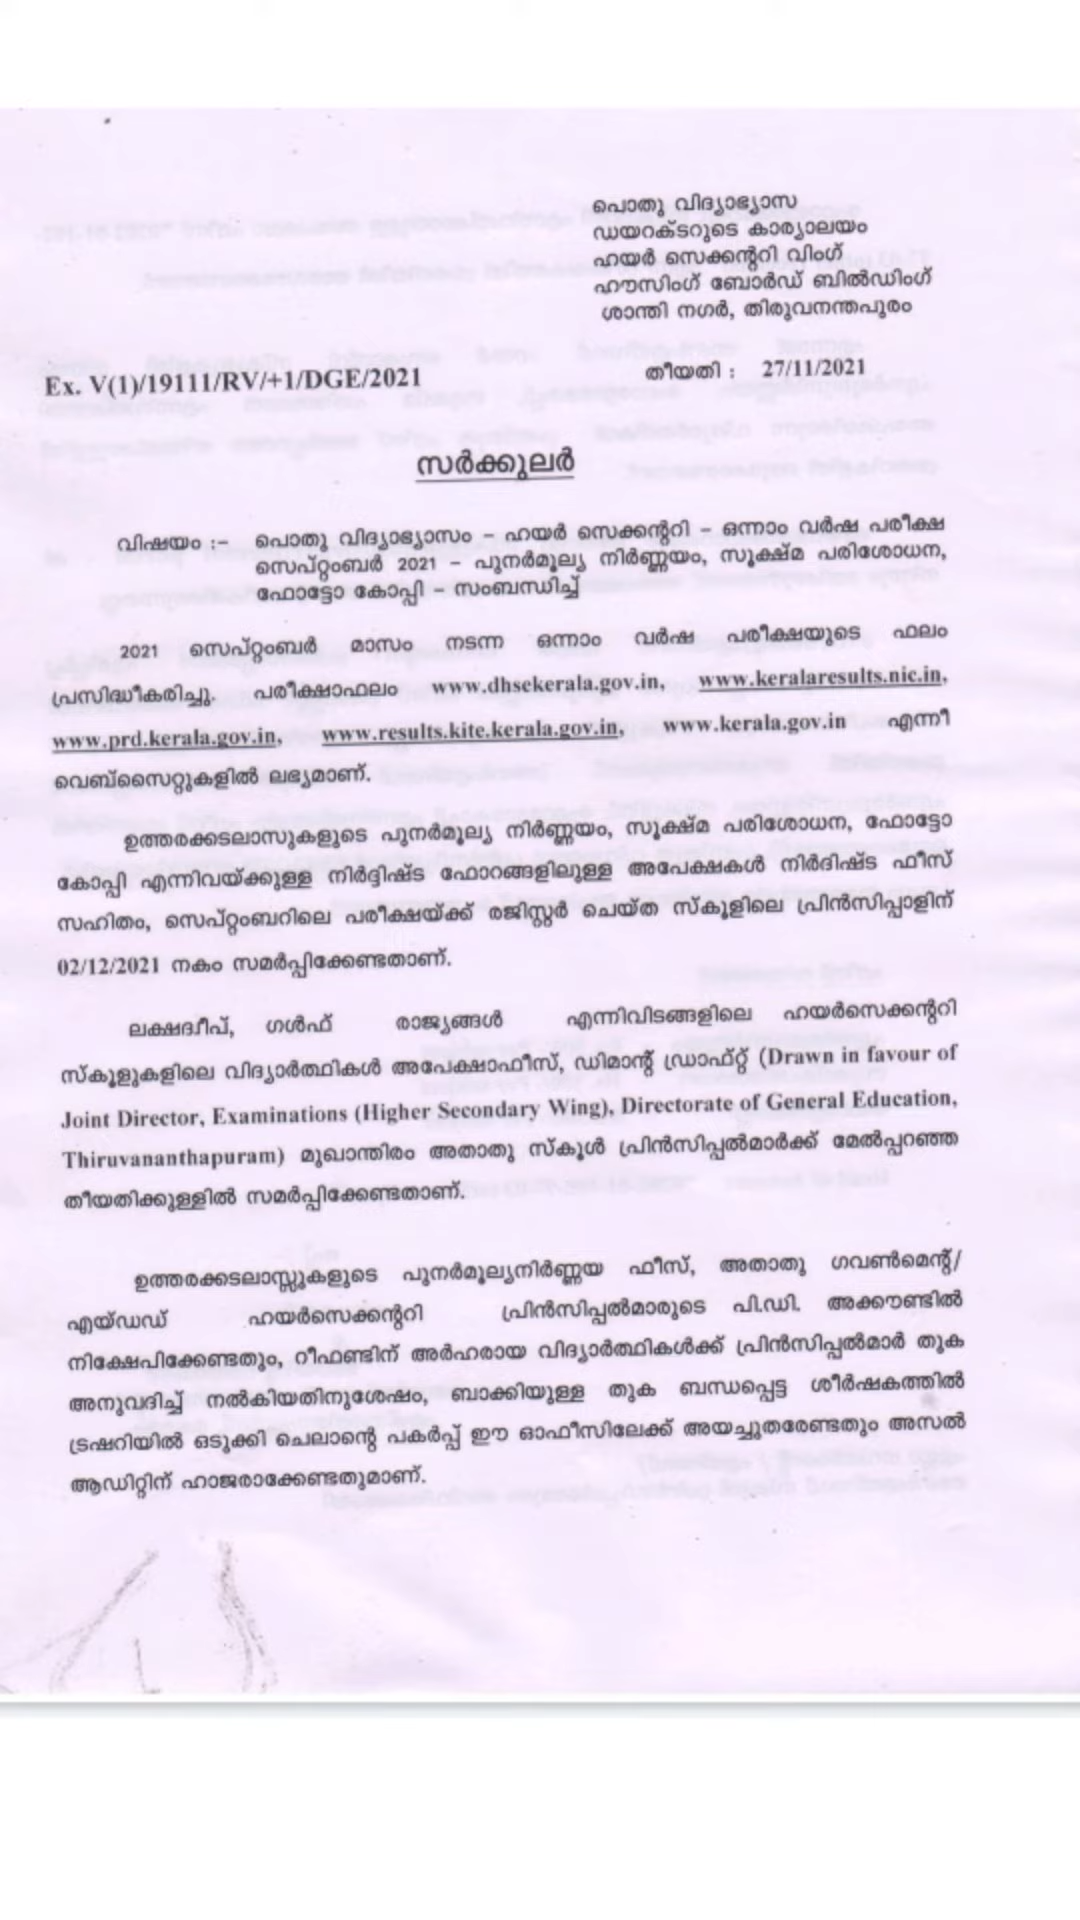 പൊതു വിദ്യാഭ്യാസ
ഡയറക്ടറുടെ കാര്യാലയം
ഹയർ സെക്കന്ററി വിംഗ്
ഹൗസിംഗ് ബോർഡ് ബിൽഡിംഗ്
ശാന്തി നഗർ, തിരുവനന്തപുരം
Ex. V(1)/19111/RV/+1/DGE/2021
തീയതി : 27/11/2021
സർക്കുലർ
വിഷയം :- പൊതു വിദ്യാഭ്യാസം – ഹയർ സെക്കന്ററി – ഒന്നാം വർഷ പരീക്ഷ
സെപ്റ്റംബർ 2021 – പുനർമൂല്യ നിർണ്ണയം, സൂക്ഷ്മ പരിശോധന,
ഫോട്ടോ കോപ്പി – സംബന്ധിച്ച്
2021 സെപ്റ്റംബർ മാസം നടന്ന ഒന്നാം വർഷ പരീക്ഷയുടെ ഫലം
പ്രസിദ്ധീകരിച്ചു. പരീക്ഷാഫലം www.dhsekerala.gov.in, www.keralaresults.nic.in,
www.prd.kerala.gov.in, www.results.kite.kerala.gov.in, www.kerala.gov.in എന്നീ
വെബ്സൈറ്റുകളിൽ ലഭ്യമാണ്.
ഉത്തരക്കടലാസുകളുടെ പുനർമൂല്യ നിർണ്ണയം, സൂക്ഷ്മ പരിശോധന, ഫോട്ടോ
കോപ്പി എന്നിവയ്ക്കുള്ള നിർദ്ദിഷ്ട ഫോറങ്ങളിലുള്ള അപേക്ഷകൾ നിർദിഷ്ട ഫീസ്
സഹിതം, സെപ്റ്റംബറിലെ പരീക്ഷയ്ക്ക് രജിസ്റ്റർ ചെയ്ത സ്കൂളിലെ പ്രിൻസിപ്പാളിന്
02/12/2021 നകം സമർപ്പിക്കേണ്ടതാണ്.
ലക്ഷദ്വീപ്, ഗൾഫ് രാജ്യങ്ങൾ എന്നിവിടങ്ങളിലെ ഹയർസെക്കന്ററി
സ്കൂളുകളിലെ വിദ്യാർത്ഥികൾ അപേക്ഷാഫീസ്, ഡിമാന്റ് ഡ്രാഫ്റ്റ് (Drawn in favour of
Joint Director, Examinations (Higher Secondary Wing), Directorate of General Education,
Thiruvananthapuram) മുഖാന്തിരം അതാതു സ്കൂൾ പ്രിൻസിപ്പൽമാർക്ക് മേൽപ്പറഞ്ഞ
തീയതിക്കുള്ളിൽ സമർപ്പിക്കേണ്ടതാണ്.
ഉത്തരക്കടലാസ്സുകളുടെ പുനർമൂല്യനിർണ്ണയ ഫീസ്, അതാതു ഗവൺമെന്റ്/
എയ്ഡഡ് ഹയർസെക്കന്ററി പ്രിൻസിപ്പൽമാരുടെ പി.ഡി. അക്കൗണ്ടിൽ
നിക്ഷേപിക്കേണ്ടതും, റീഫണ്ടിന് അർഹരായ വിദ്യാർത്ഥികൾക്ക് പ്രിൻസിപ്പൽമാർ തുക
അനുവദിച്ച് നൽകിയതിനുശേഷം, ബാക്കിയുള്ള തുക ബന്ധപ്പെട്ട ശീർഷകത്തിൽ
ട്രഷറിയിൽ ഒടുക്കി ചെലാന്റെ പകർപ്പ് ഈ ഓഫീസിലേക്ക് അയച്ചുതരേണ്ടതും അസൽ
ആഡിറ്റിന് ഹാജരാക്കേണ്ടതുമാണ്.